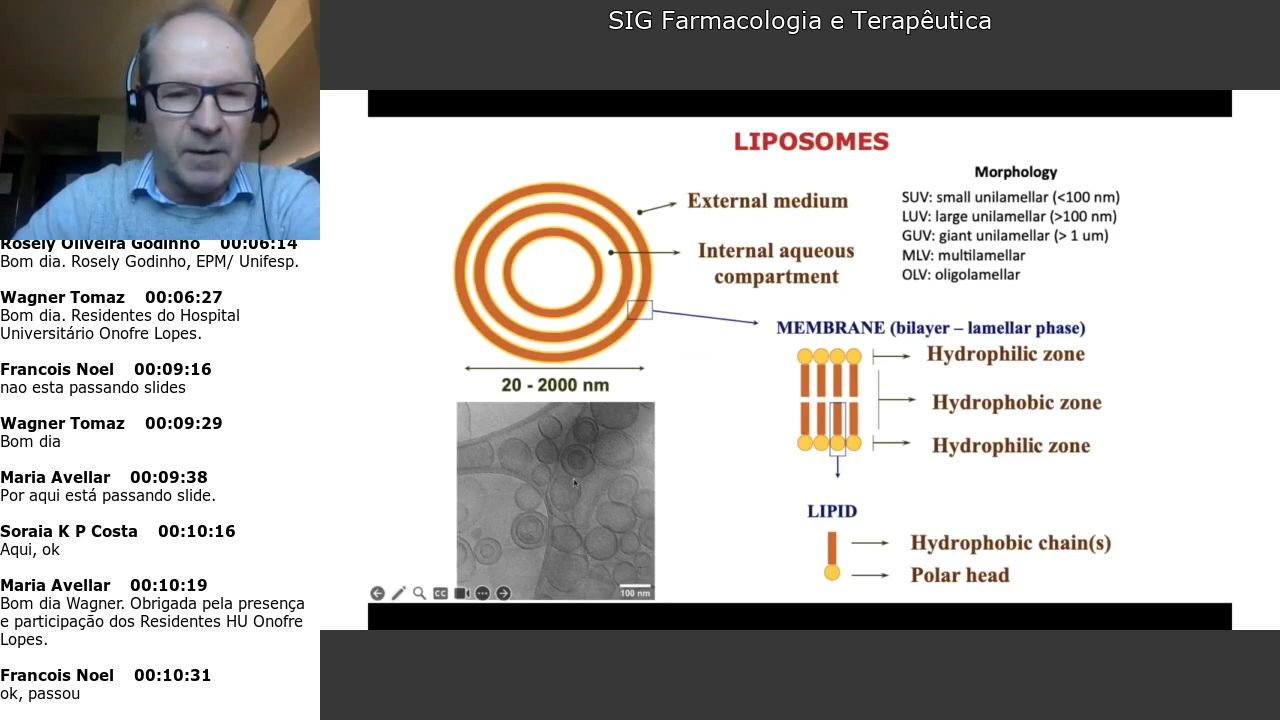 SIG Farmacologia e Terapêutica
Rosely Oliveira Godinho 00:06:14
Bom dia. Rosely Godinho, EPM/ Unifesp.
Wagner Tomaz 00:06:27
Bom dia. Residentes do Hospital
Universitário Onofre Lopes.
Francois Noel 00:09:16
nao esta passando slides
Wagner Tomaz 00:09:29
Bom dia
Maria Avellar 00:09:38
Por aqui está passando slide.
Soraia K P Costa 00:10:16
Aqui, ok
Maria Avellar 00:10:19
Bom dia Wagner. Obrigada pela presença
e participação dos Residentes HU Onofre
Lopes.
Francois Noel 00:10:31
ok, passou
LIPOSOMES
External medium
Internal aqueous
compartment
20 - 2000 nm
100 nm
CC
Morphology
SUV: small unilamellar (<100 nm)
LUV: large unilamellar (>100 nm)
GUV: giant unilamellar (> 1 um)
MLV: multilamellar
OLV: oligolamellar
MEMBRANE (bilayer – lamellar phase)
Hydrophilic zone
Hydrophobic zone
Hydrophilic zone
LIPID
Hydrophobic chain(s)
Polar head